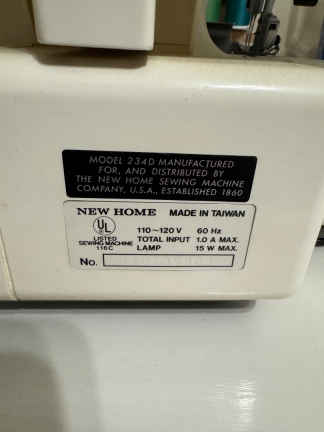 MODEL 234D MANUFACTURED
FOR, AND DISTRIBUTED BY
THE NEW HOME SEWING MACHINE
COMPANY, U.S.A., ESTABLISHED 1860
NEW HOME MADE IN TAIWAN
UL
LISTED
SEWING MACHINE
116C
110~120 V 60 Hz
TOTAL INPUT 1.0 A MAX.
LAMP 15 W MAX.
No.